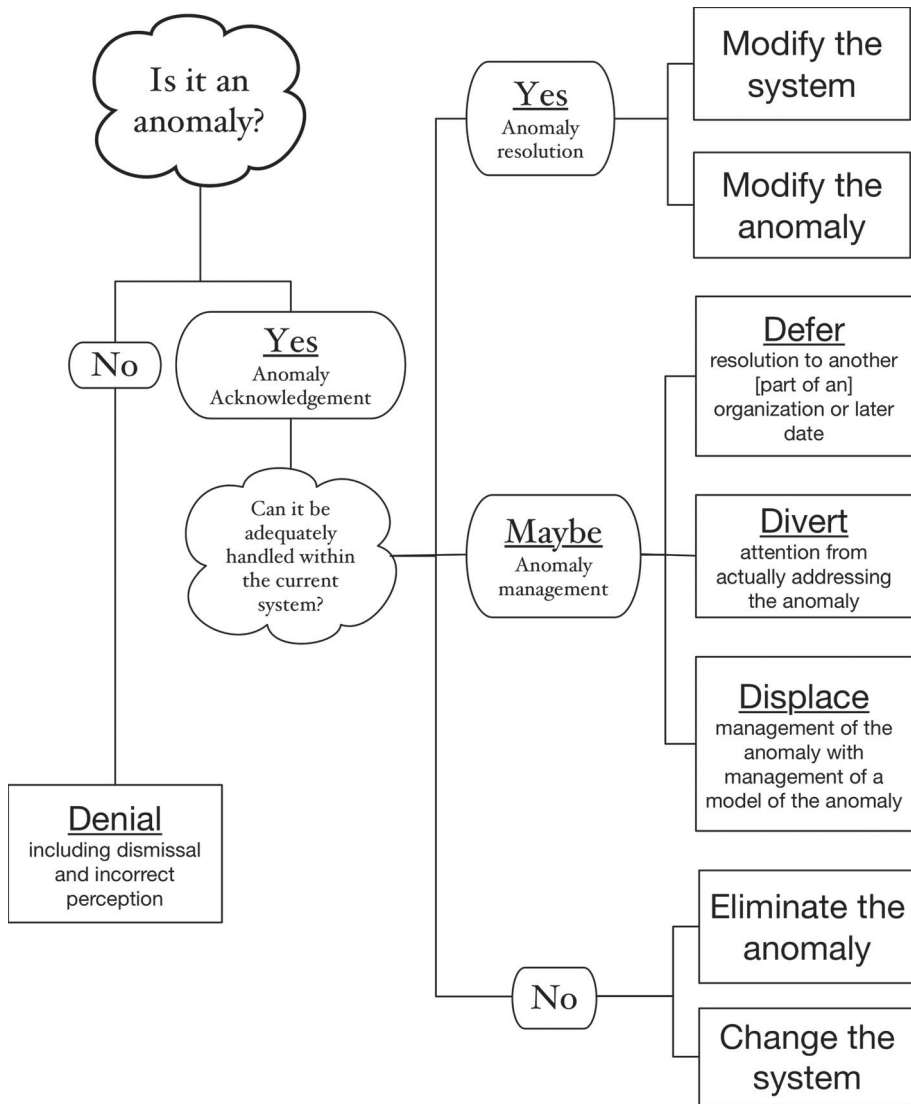 Is it an
anomaly?
No
Yes
Anomaly
Acknowledgement
Denial
including dismissal
and incorrect
perception
Can it be
adequately
handled within
the current
system?
Yes
Anomaly
resolution
Modify the
system
Modify the
anomaly
Maybe
Anomaly
management
Defer
resolution to another
[part of an]
organization or later
date
Divert
attention from
actually addressing
the anomaly
Displace
management of the
anomaly with
management of a
model of the anomaly
No
Eliminate the
anomaly
Change the
system